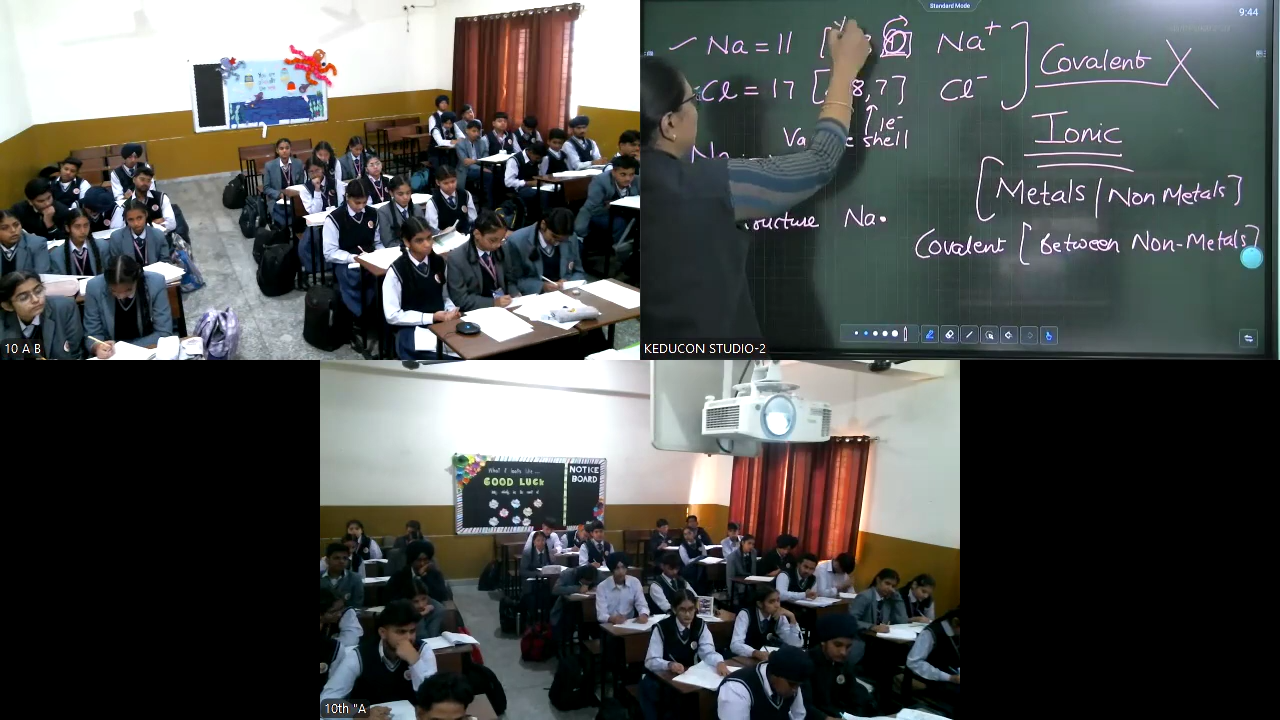 Standard Mode
9:44
Na = 11 [ ] Na⁺
Cl = 17 [ 8, 7] Cl⁻
Covalent X
1e⁻
shell
Ionic
[Metals / Non Metals]
Na.
Covalent [between Non-Metals]
10 A B
KEDUCON STUDIO-2
GOOD LUCK
NOTICE
BOARD
10th "A